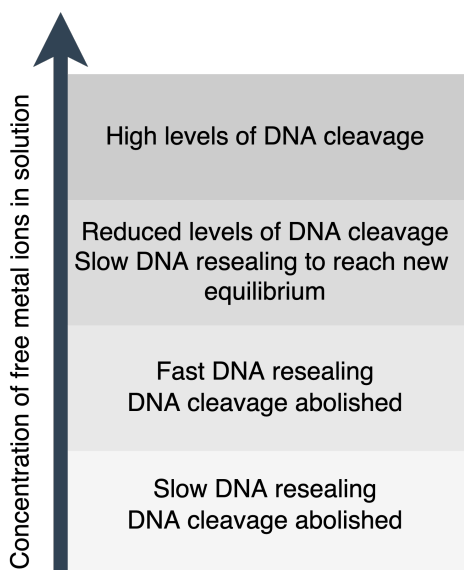 Concentration of free metal ions in solution
High levels of DNA cleavage
Reduced levels of DNA cleavage
Slow DNA resealing to reach new
equilibrium
Fast DNA resealing
DNA cleavage abolished
Slow DNA resealing
DNA cleavage abolished